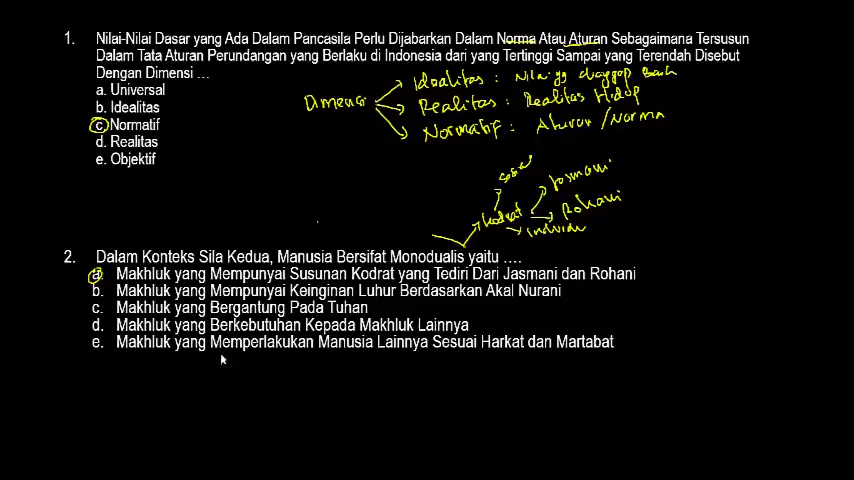 1. Nilai-Nilai Dasar yang Ada Dalam Pancasila Perlu Dijabarkan Dalam Norma Atau Aturan Sebagaimana Tersusun
Dalam Tata Aturan Perundangan yang Berlaku di Indonesia dari yang Tertinggi Sampai yang Terendah Disebut
Dengan Dimensi ...
a. Universal
b. Idealitas
c. Normatif
d. Realitas
e. Objektif
Dimensi
Idealitas : Nilai yg dianggap Baik
Realitas : Realitas Hidup
Normatif : Aturan / Norma
sosial
Jasmani
kodrat
Rohani
individu
2. Dalam Konteks Sila Kedua, Manusia Bersifat Monodualis yaitu ....
a. Makhluk yang Mempunyai Susunan Kodrat yang Tediri Dari Jasmani dan Rohani
b. Makhluk yang Mempunyai Keinginan Luhur Berdasarkan Akal Nurani
c. Makhluk yang Bergantung Pada Tuhan
d. Makhluk yang Berkebutuhan Kepada Makhluk Lainnya
e. Makhluk yang Memperlakukan Manusia Lainnya Sesuai Harkat dan Martabat